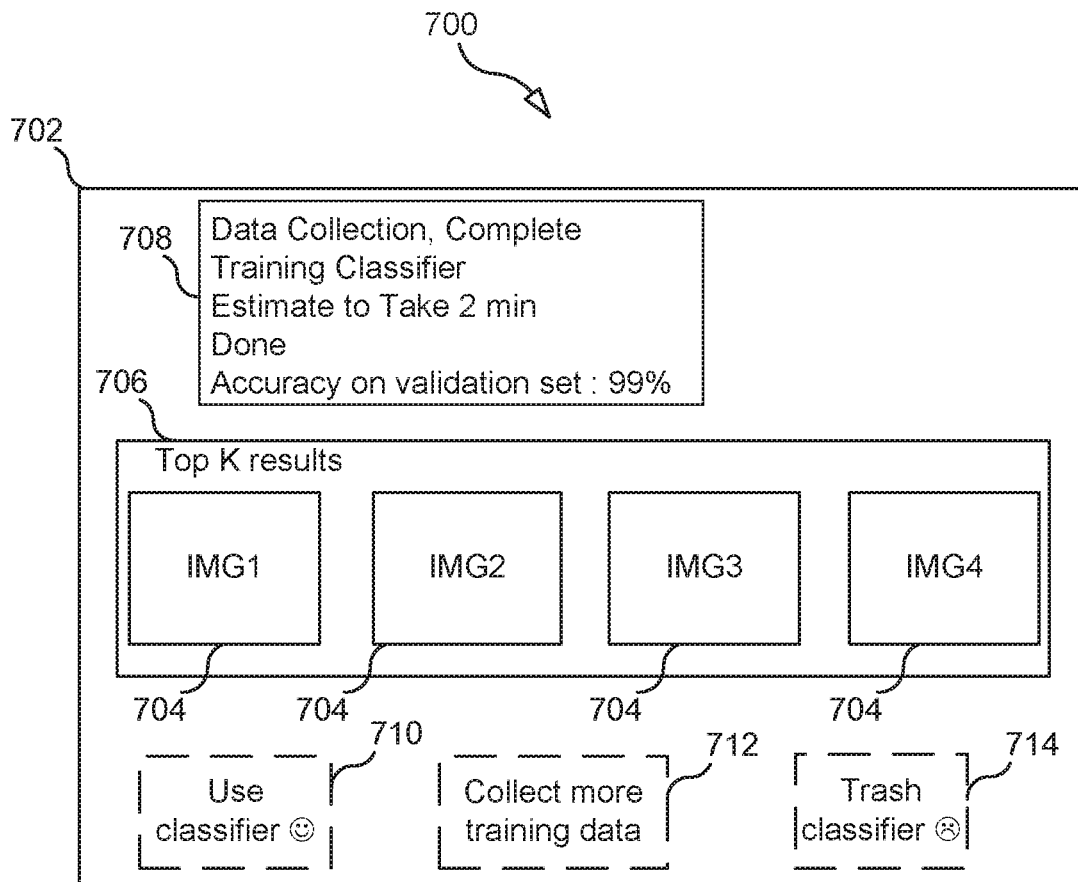 700
702
708
Data Collection, Complete
Training Classifier
Estimate to Take 2 min
Done
Accuracy on validation set : 99%
706
Top K results
IMG1
IMG2
IMG3
IMG4
704
704
704
704
710
712
714
Use
classifier ☺
Collect more
training data
Trash
classifier ☹